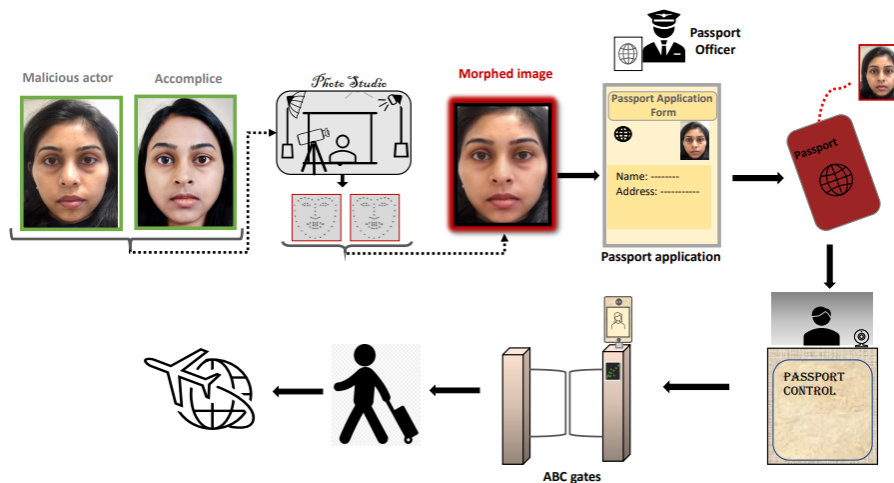 Malicious actor
Accomplice
Photo Studio
Morphed image
Passport
Officer
Passport Application
Form
Name: --------
Address: -----------
Passport application
Passport
PASSPORT
CONTROL
ABC gates